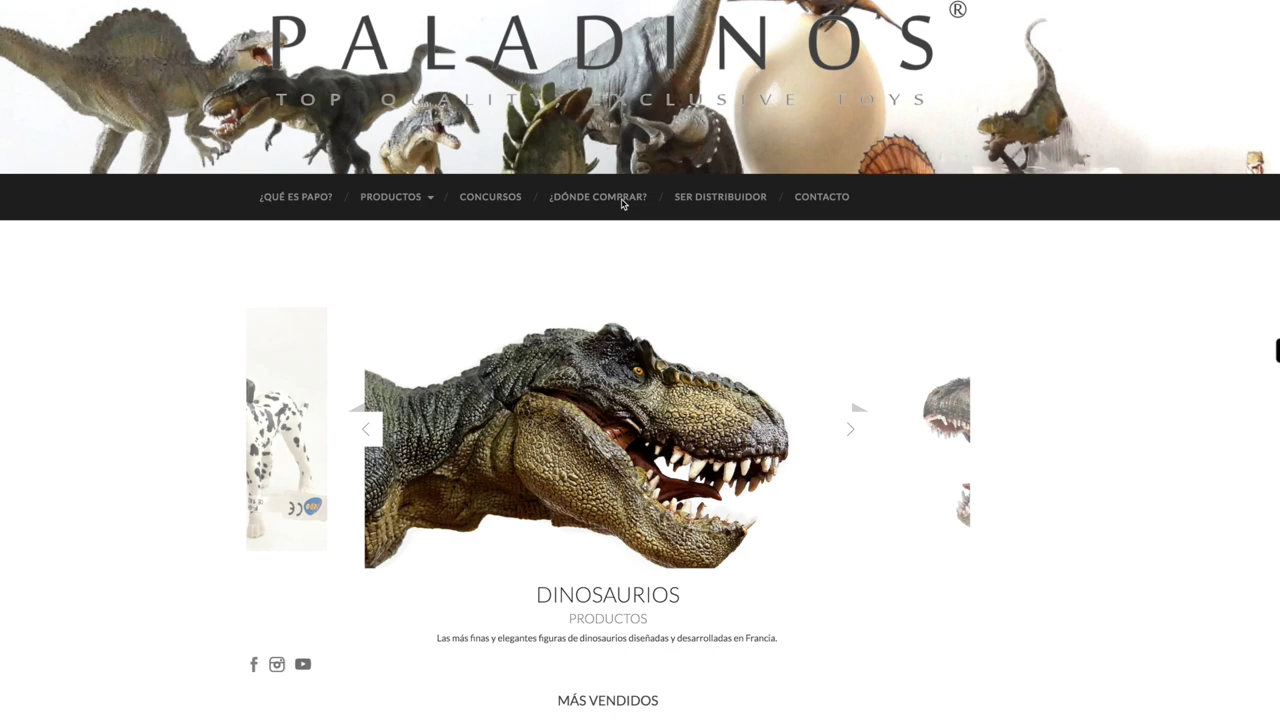 PALADINOS®
TOP QUALITY EXCLUSIVE TOYS
¿QUÉ ES PAPO? / PRODUCTOS / CONCURSOS / ¿DÓNDE COMPRAR? / SER DISTRIBUIDOR / CONTACTO
CE
DINOSAURIOS
PRODUCTOS
Las más finas y elegantes figuras de dinosaurios diseñadas y desarrolladas en Francia.
MÁS VENDIDOS